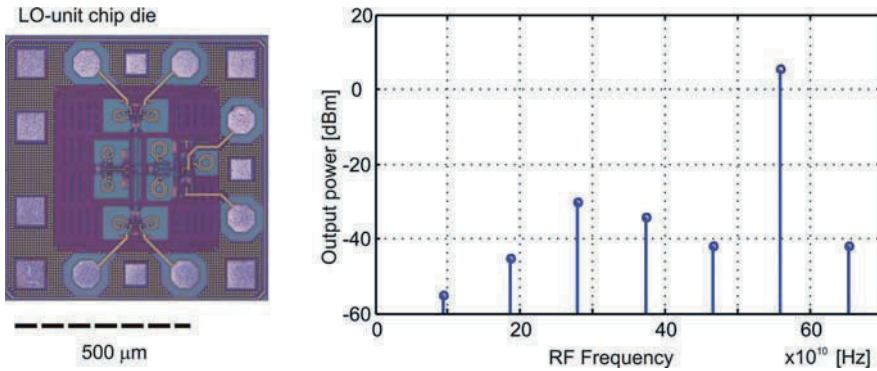 LO-unit chip die
500 μm
Output power [dBm]
20
0
-20
-40
-60
0
20
40
60
RF Frequency
x10¹⁰ [Hz]